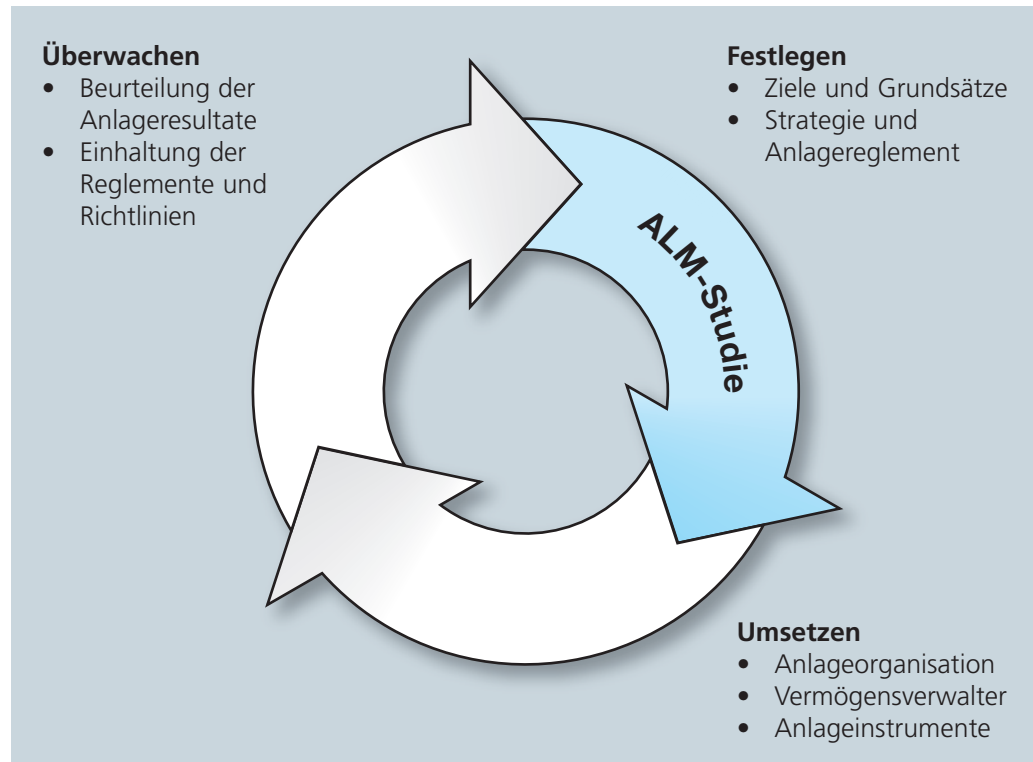 Überwachen
• Beurteilung der
Anlageresultate
• Einhaltung der
Reglemente und
Richtlinien
Festlegen
• Ziele und Grundsätze
• Strategie und
Anlagereglement
ALM-Studie
Umsetzen
• Anlageorganisation
• Vermögensverwalter
• Anlageinstrumente